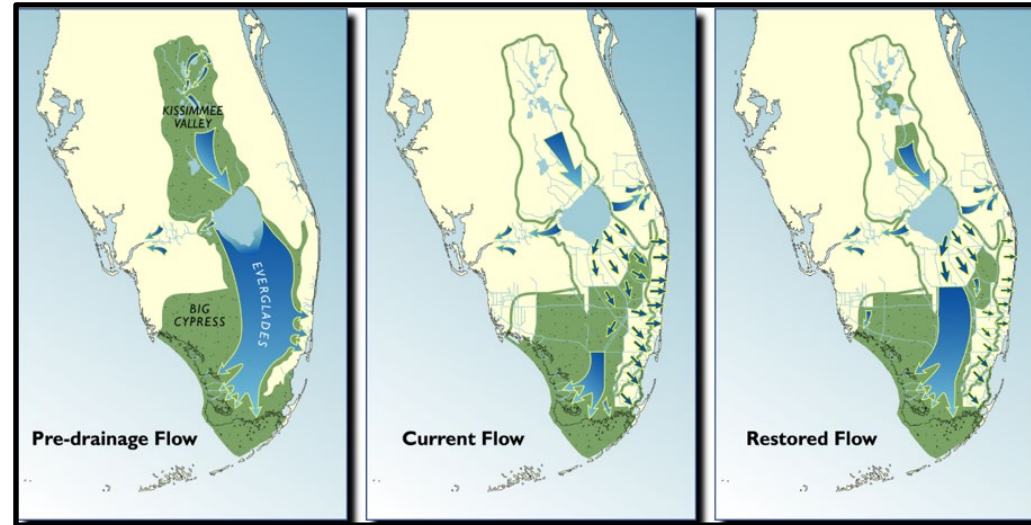 KISSIMMEE
VALLEY
EVERGLADES
BIG
CYPRESS
Pre-drainage Flow
Current Flow
Restored Flow